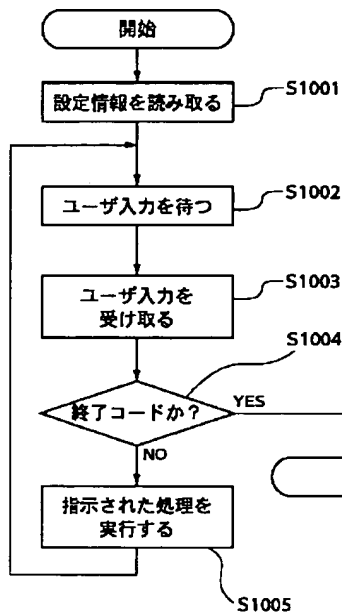 開始
設定情報を読み取る
S1001
ユーザ入力を待つ
S1002
ユーザ入力を
受け取る
S1003
S1004
終了コードか？
YES
NO
指示された処理を
実行する
S1005